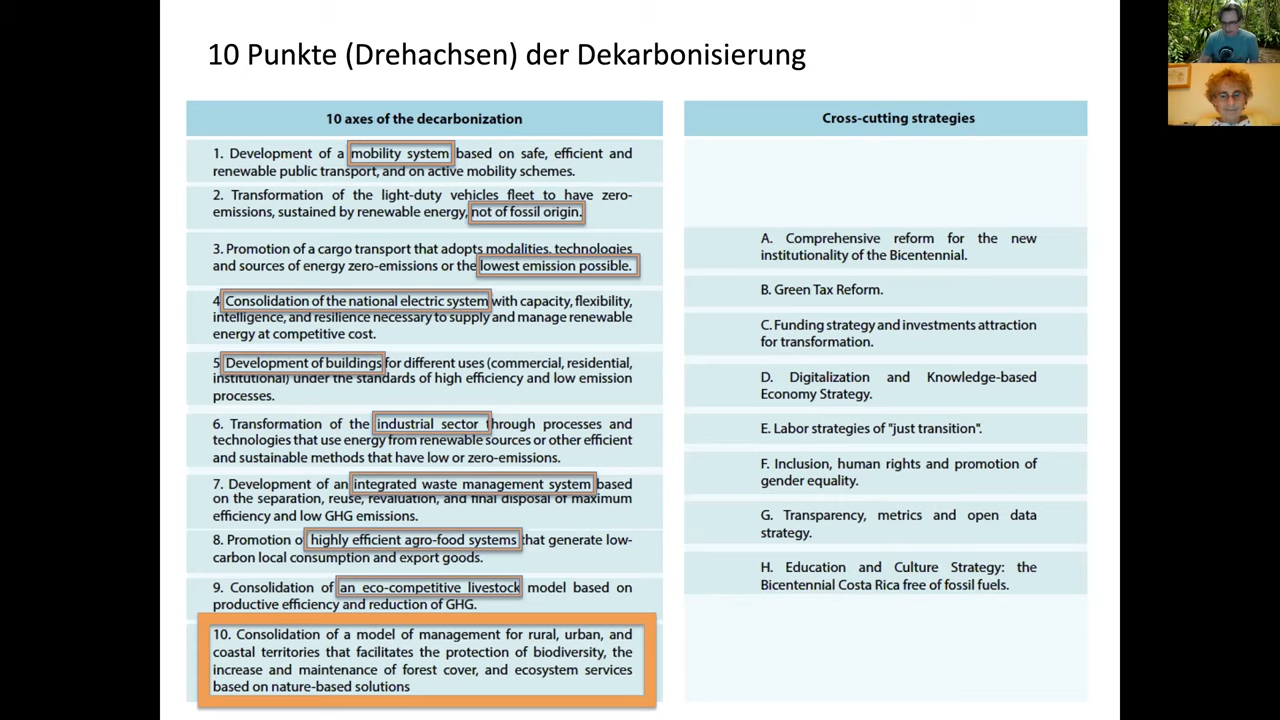 10 Punkte (Drehachsen) der Dekarbonisierung
10 axes of the decarbonization
1. Development of a mobility system based on safe, efficient and
renewable public transport, and on active mobility schemes.
2. Transformation of the light-duty vehicles fleet to have zero-
emissions, sustained by renewable energy, not of fossil origin.
3. Promotion of a cargo transport that adopts modalities, technologies
and sources of energy zero-emissions or the lowest emission possible.
4 Consolidation of the national electric system with capacity, flexibility,
intelligence, and resilience necessary to supply and manage renewable
energy at competitive cost.
5 Development of buildings for different uses (commercial, residential,
institutional) under the standards of high efficiency and low emission
processes.
6. Transformation of the industrial sector through processes and
technologies that use energy from renewable sources or other efficient
and sustainable methods that have low or zero-emissions.
7. Development of an integrated waste management system based
on the separation, reuse, revaluation, and final disposal of maximum
efficiency and low GHG emissions.
8. Promotion of highly efficient agro-food systems that generate low-
carbon local consumption and export goods.
9. Consolidation of an eco-competitive livestock model based on
productive efficiency and reduction of GHG.
10. Consolidation of a model of management for rural, urban, and
coastal territories that facilitates the protection of biodiversity, the
increase and maintenance of forest cover, and ecosystem services
based on nature-based solutions
Cross-cutting strategies
A. Comprehensive reform for the new
institutionality of the Bicentennial.
B. Green Tax Reform.
C. Funding strategy and investments attraction
for transformation.
D. Digitalization and Knowledge-based
Economy Strategy.
E. Labor strategies of "just transition".
F. Inclusion, human rights and promotion of
gender equality.
G. Transparency, metrics and open data
strategy.
H. Education and Culture Strategy: the
Bicentennial Costa Rica free of fossil fuels.